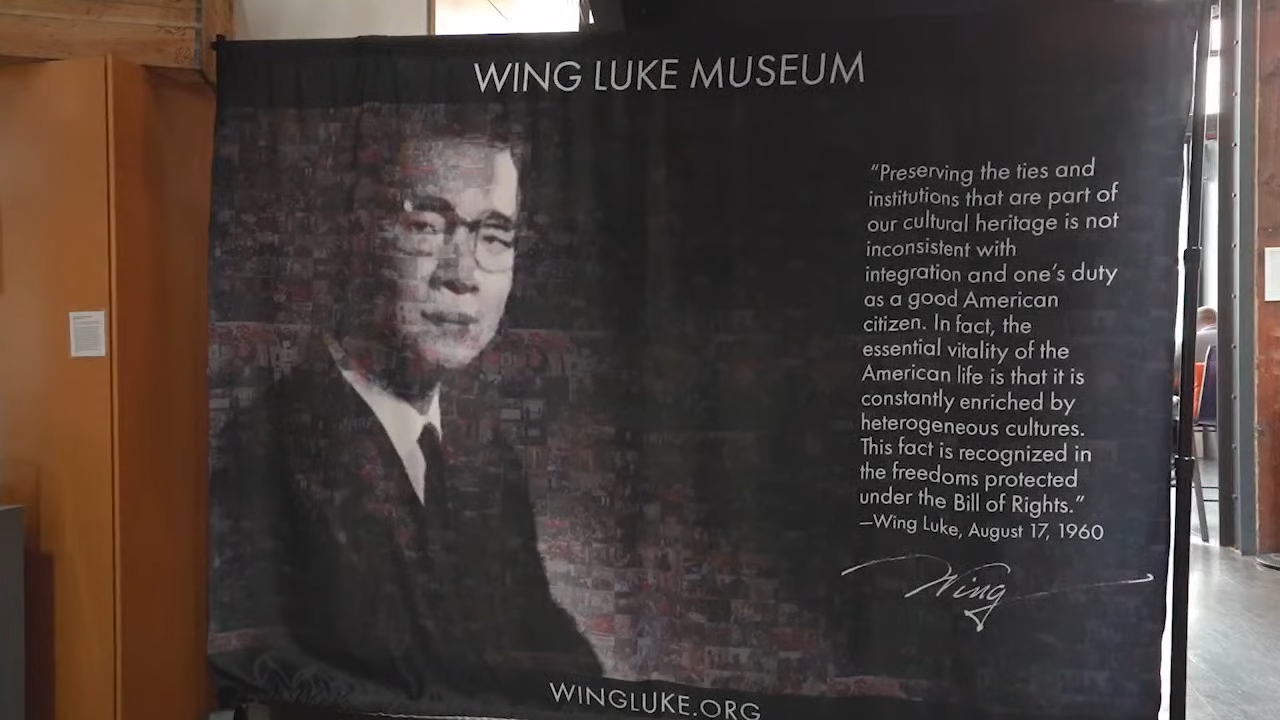 WING LUKE MUSEUM
“Preserving the ties and
institutions that are part of
our cultural heritage is not
inconsistent with
integration and one’s duty
as a good American
citizen. In fact, the
essential vitality of the
American life is that it is
constantly enriched by
heterogeneous cultures.
This fact is recognized in
the freedoms protected
under the Bill of Rights.”
—Wing Luke, August 17, 1960
Wing
WINGLUKE.ORG